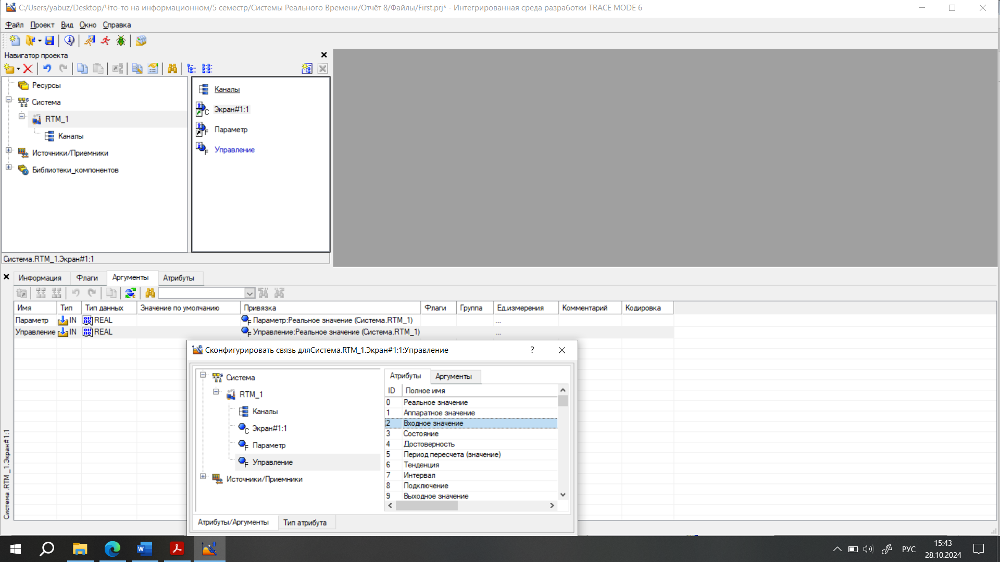 C:/Users/yabuz/Desktop/Что-то на информационном/5 семестр/Системы Реального Времени/Отчёт 8/Файлы/First.prj* - Интегрированная среда разработки TRACE MODE 6
Файл Проект Вид Окно Справка
Навигатор проекта
Ресурсы
Система
RTM_1
Каналы
Источники/Приемники
Библиотеки_компонентов
Каналы
Экран#1:1
Параметр
Управление
Система.RTM_1.Экран#1:1
Информация Флаги Аргументы Атрибуты
Имя Тип Тип данных Значение по умолчанию Привязка Флаги Группа Ед.измерения Комментарий Кодировка
Параметр IN REAL Параметр:Реальное значение (Система.RTM_1) ...
Управление IN REAL Управление:Реальное значение (Система.RTM_1) ...
Система.RTM_1.Экран#1:1
Сконфигурировать связь дляСистема.RTM_1.Экран#1:1:Управление ?
Система
RTM_1
Каналы
Экран#1:1
Параметр
Управление
Источники/Приемники
Атрибуты Аргументы
ID Полное имя
0 Реальное значение
1 Аппаратное значение
2 Входное значение
3 Состояние
4 Достоверность
5 Период пересчета (значение)
6 Тенденция
7 Интервал
8 Подключение
9 Выходное значение
Атрибуты/Аргументы Тип атрибута
РУС
15:43
28.10.2024